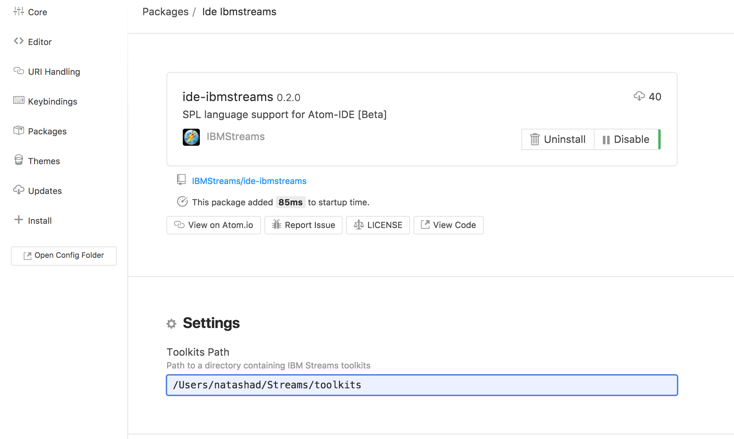 Core
Editor
URI Handling
Keybindings
Packages
Themes
Updates
Install
Open Config Folder
Packages / Ide Ibmstreams
ide-ibmstreams 0.2.0
40
SPL language support for Atom-IDE [Beta]
IBMStreams
Uninstall
Disable
IBMStreams/ide-ibmstreams
This package added 85ms to startup time.
View on Atom.io
Report Issue
LICENSE
View Code
Settings
Toolkits Path
Path to a directory containing IBM Streams toolkits
/Users/natashad/Streams/toolkits